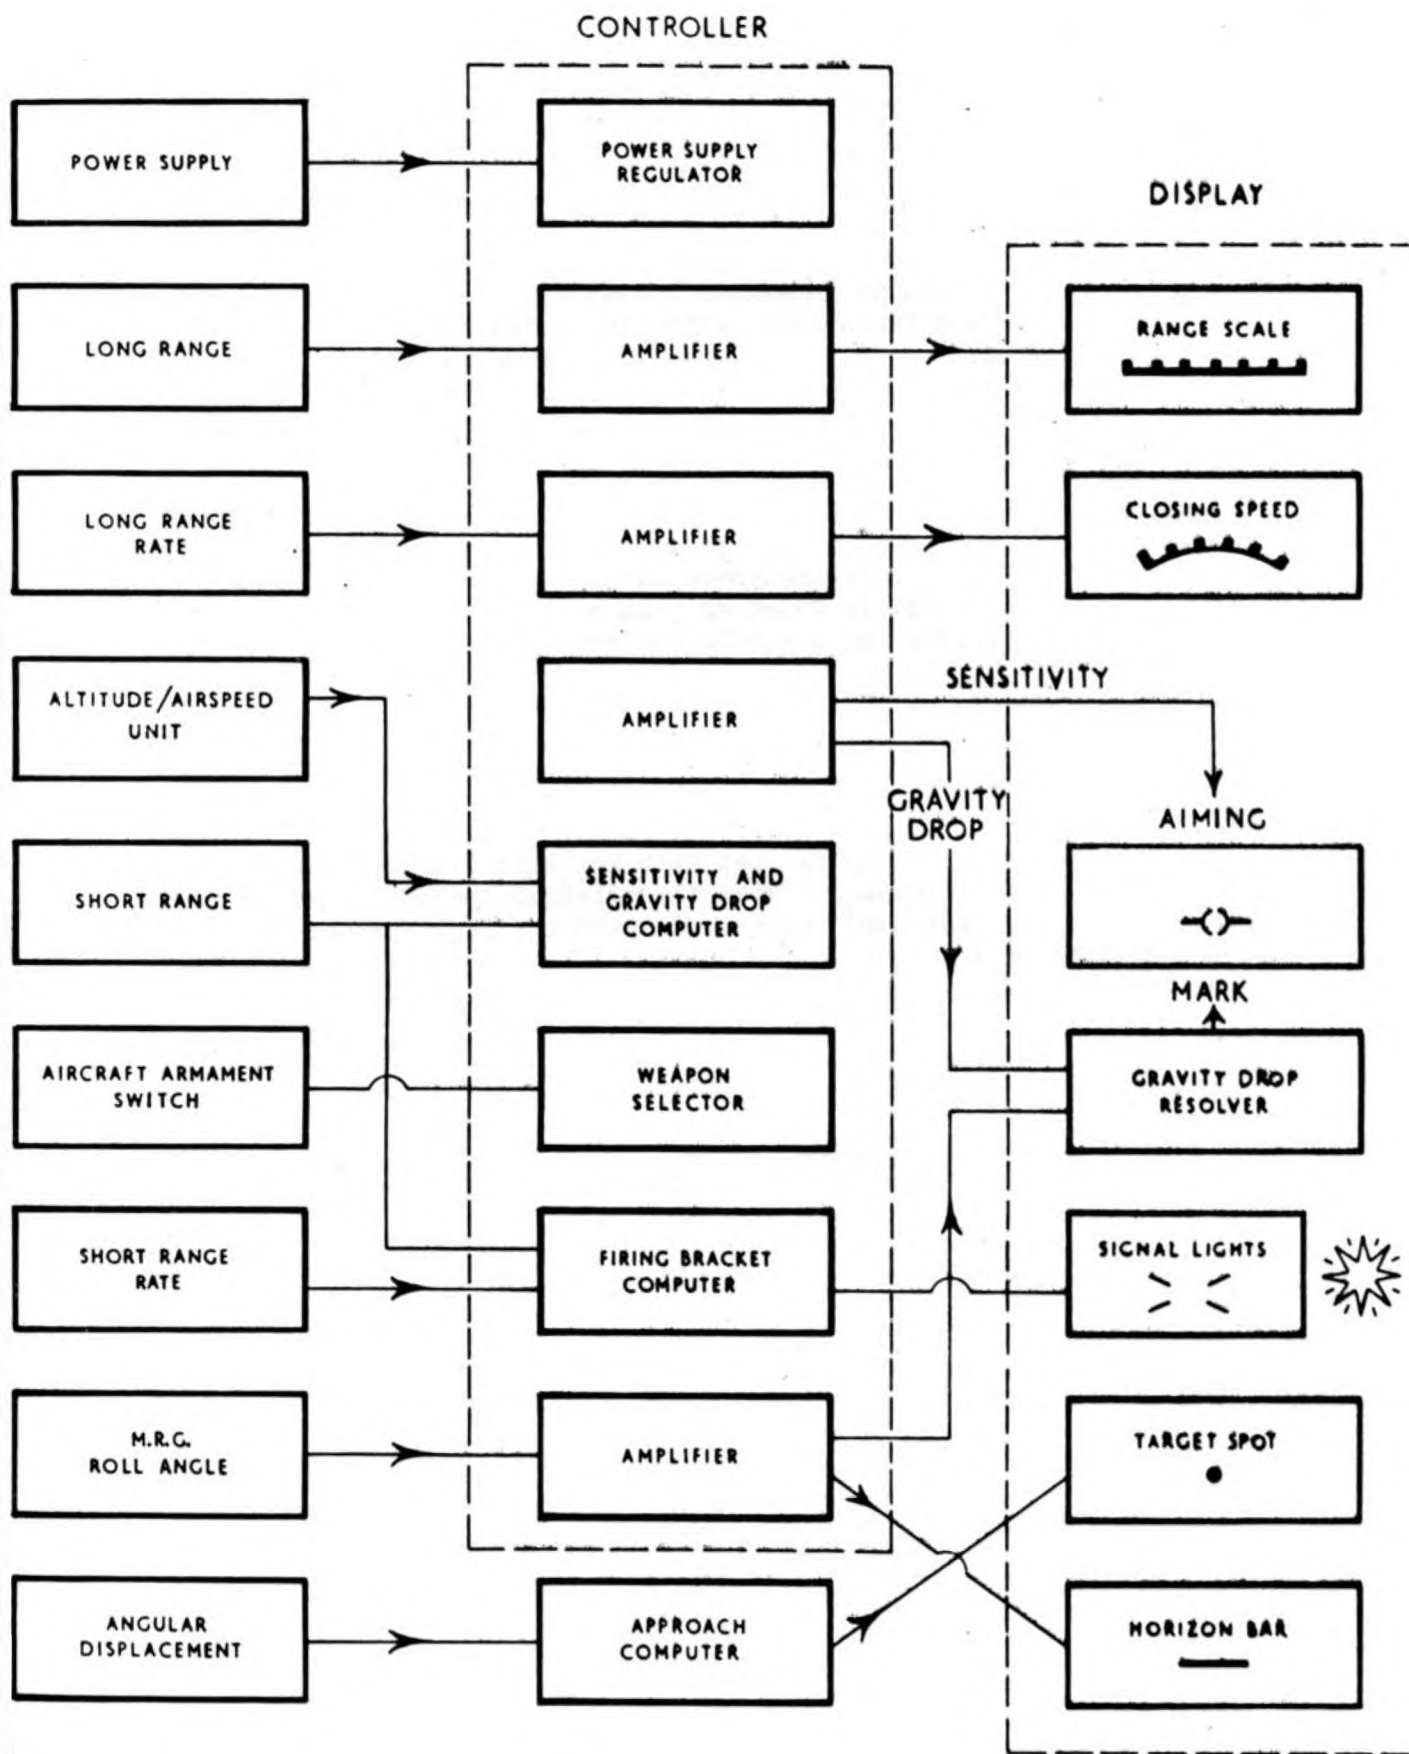 CONTROLLER
POWER SUPPLY
POWER SUPPLY
REGULATOR
DISPLAY
LONG RANGE
AMPLIFIER
RANGE SCALE
LONG RANGE
RATE
AMPLIFIER
CLOSING SPEED
ALTITUDE/AIRSPEED
UNIT
AMPLIFIER
SENSITIVITY
GRAVITY
DROP
AIMING
SHORT RANGE
SENSITIVITY AND
GRAVITY DROP
COMPUTER
MARK
AIRCRAFT ARMAMENT
SWITCH
WEAPON
SELECTOR
GRAVITY DROP
RESOLVER
SHORT RANGE
RATE
FIRING BRACKET
COMPUTER
SIGNAL LIGHTS
M.R.G.
ROLL ANGLE
AMPLIFIER
TARGET SPOT
ANGULAR
DISPLACEMENT
APPROACH
COMPUTER
HORIZON BAR